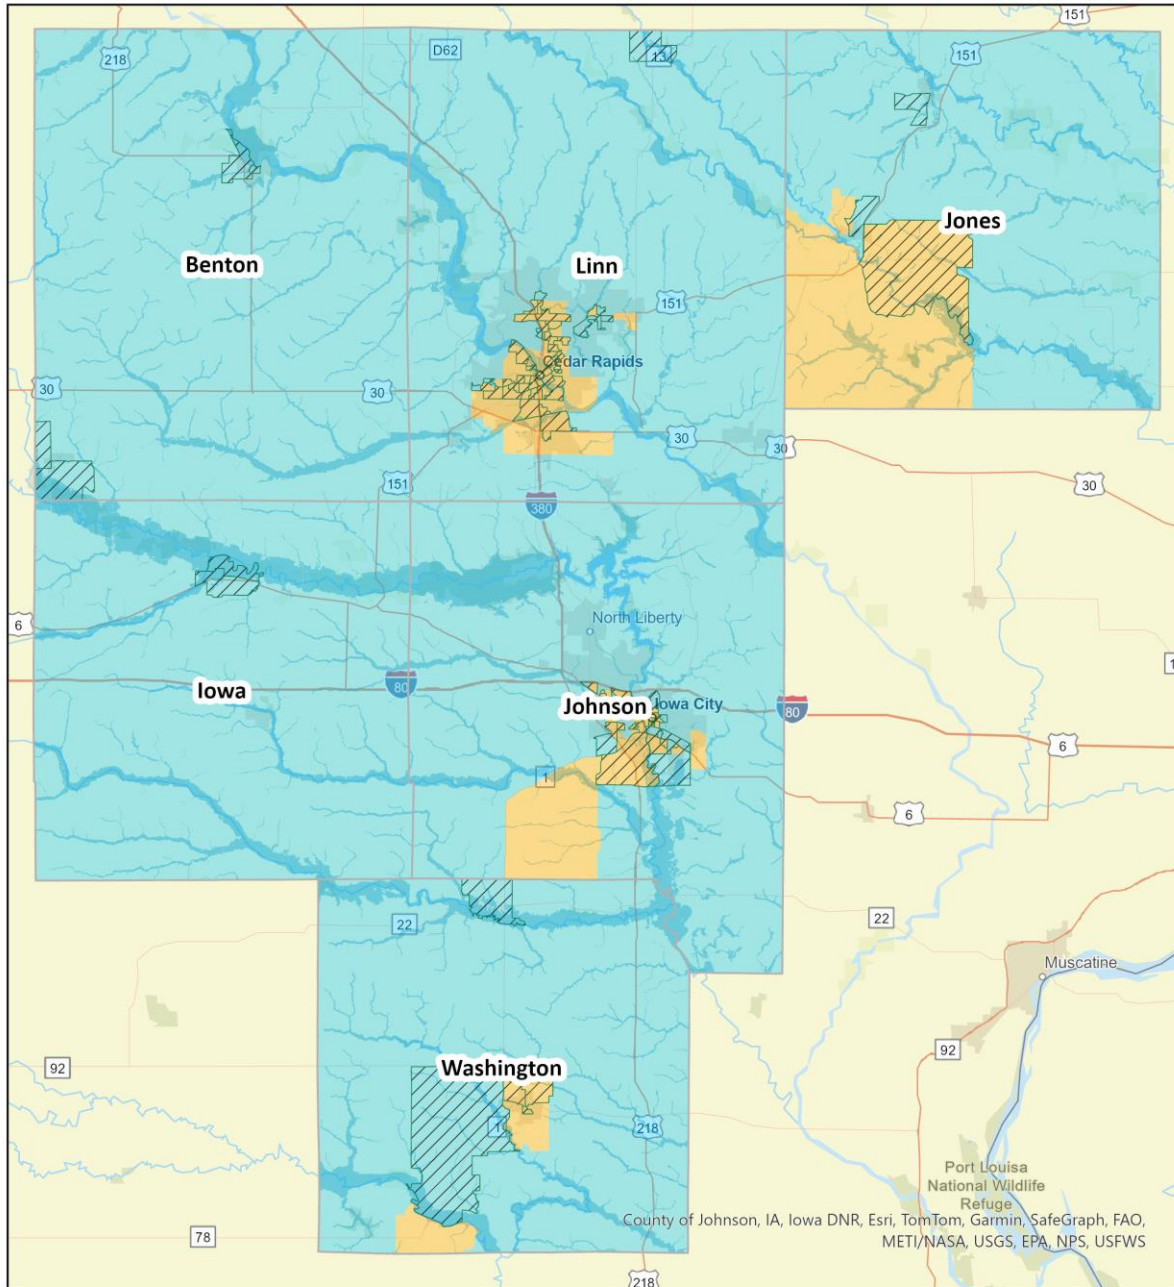 151
218
D62
13
151
Jones
Benton
Linn
151
Cedar Rapids
30
30
30
30
30
151
380
6
North Liberty
Iowa
80
Johnson
Iowa City
80
6
1
6
22
22
Muscatine
92
92
Washington
1
218
Port Louisa
National Wildlife
Refuge
County of Johnson, IA, Iowa DNR, Esri, TomTom, Garmin, SafeGraph, FAO,
METI/NASA, USGS, EPA, NPS, USFWS
78
218